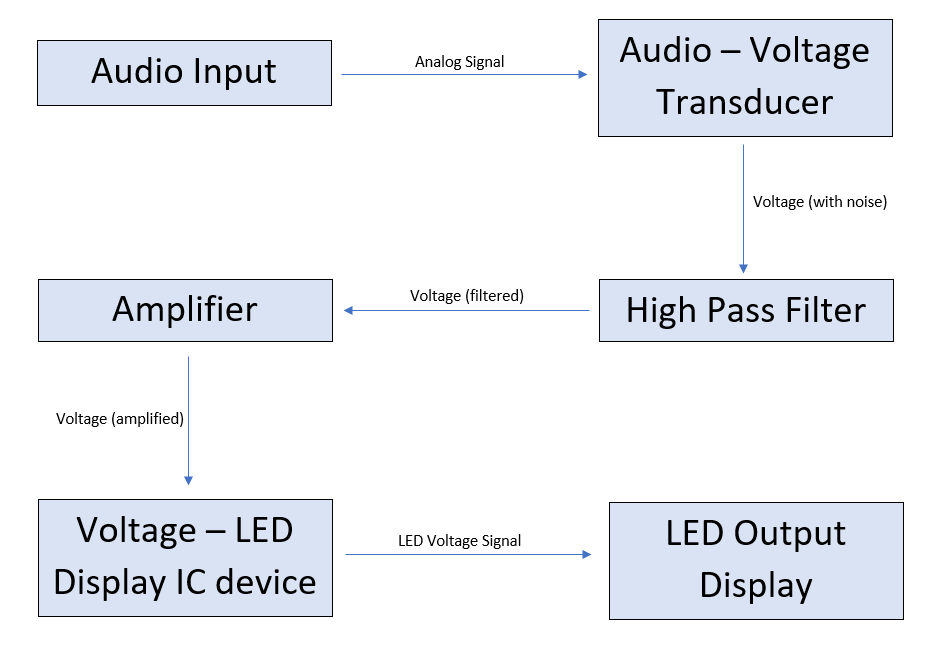 Audio Input
Analog Signal
Audio – Voltage
Transducer
Voltage (with noise)
High Pass Filter
Voltage (filtered)
Amplifier
Voltage (amplified)
Voltage – LED
Display IC device
LED Voltage Signal
LED Output
Display